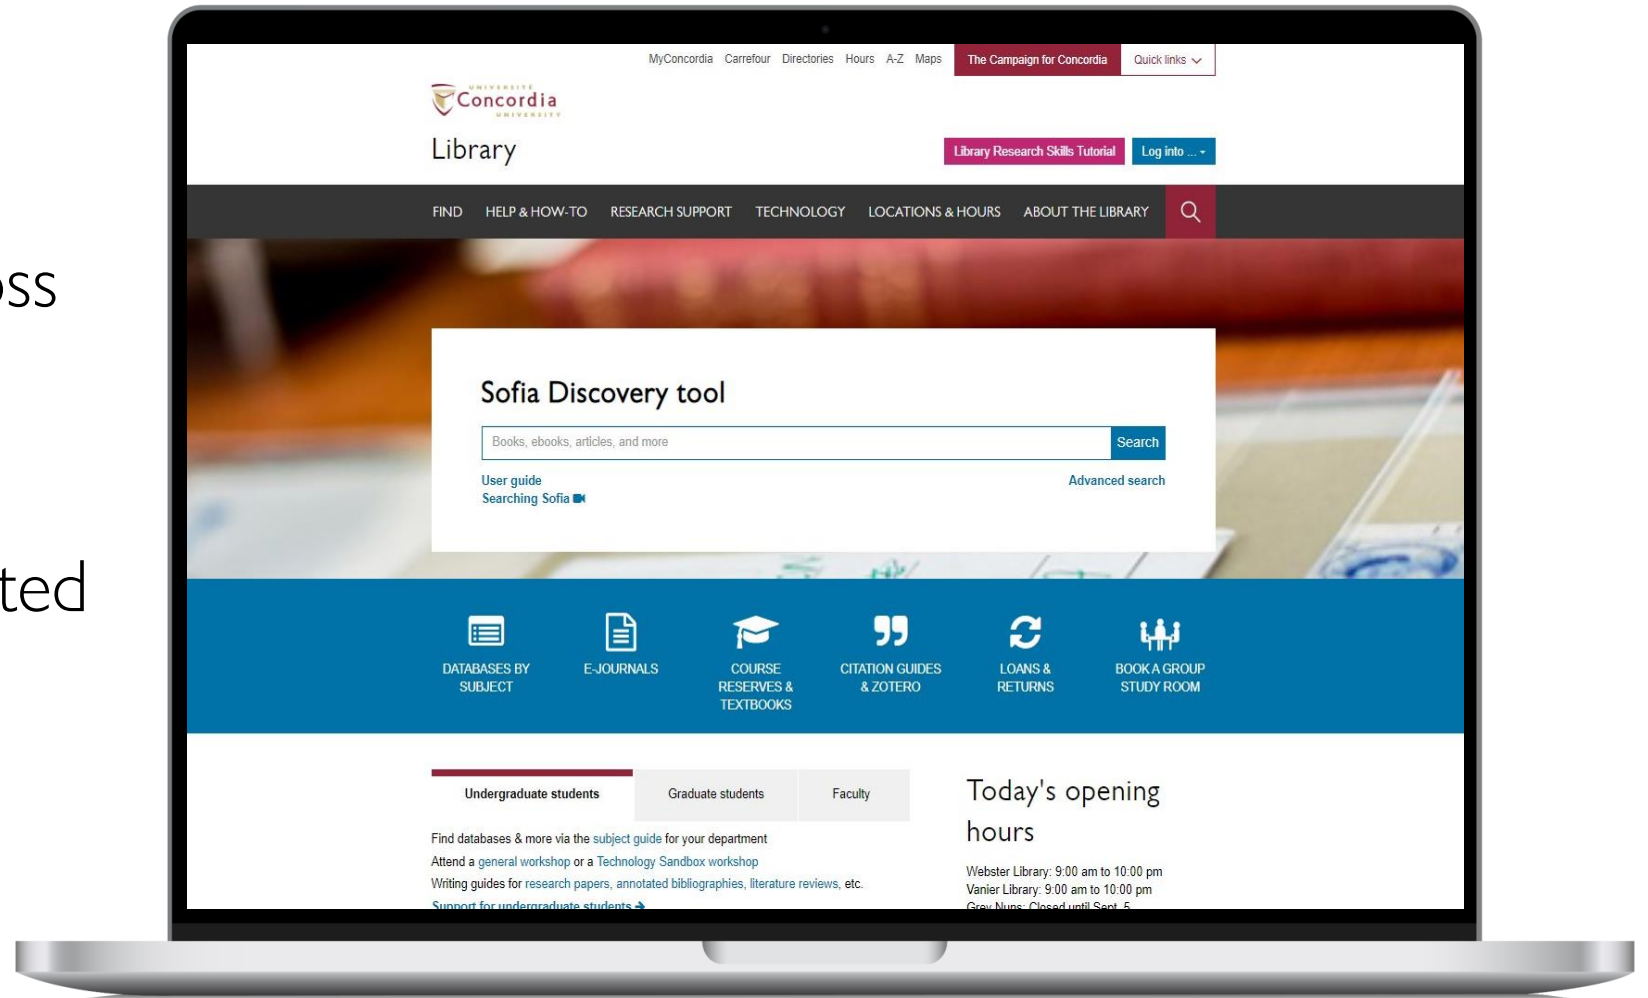 oss
ted
MyConcordia Carrefour Directories Hours A-Z Maps The Campaign for Concordia Quick links
UNIVERSITÉ
Concordia
UNIVERSITY
Library
Library Research Skills Tutorial Log into ...
FIND HELP & HOW-TO RESEARCH SUPPORT TECHNOLOGY LOCATIONS & HOURS ABOUT THE LIBRARY
Sofia Discovery tool
Books, ebooks, articles, and more Search
User guide Advanced search
Searching Sofia
DATABASES BY
SUBJECT
E-JOURNALS
COURSE
RESERVES &
TEXTBOOKS
CITATION GUIDES
& ZOTERO
LOANS &
RETURNS
BOOK A GROUP
STUDY ROOM
Undergraduate students Graduate students Faculty
Find databases & more via the subject guide for your department
Attend a general workshop or a Technology Sandbox workshop
Writing guides for research papers, annotated bibliographies, literature reviews, etc.
Support for undergraduate students →
Today's opening
hours
Webster Library: 9:00 am to 10:00 pm
Vanier Library: 9:00 am to 10:00 pm
Grey Nuns: Closed until Sept. 5